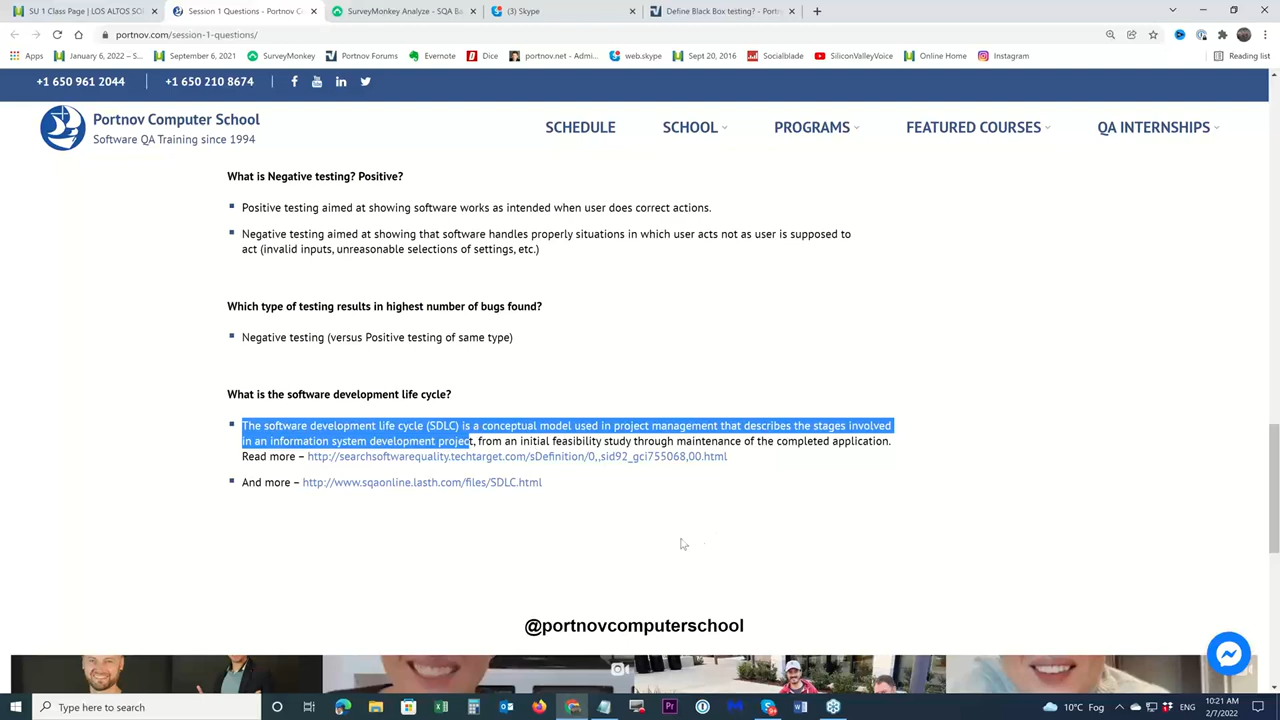 SU 1 Class Page | LOS ALTOS SO
Session 1 Questions - Portnov Co
SurveyMonkey Analyze - SQA Ba
(3) Skype
Define Black Box testing? - Portn
portnov.com/session-1-questions/
Apps
January 6, 2022 – S...
September 6, 2021
SurveyMonkey
Portnov Forums
Evernote
Dice
portnov.net - Admi...
web.skype
Sept 20, 2016
Socialblade
SiliconValleyVoice
Online Home
Instagram
Reading list
+1 650 961 2044
+1 650 210 8674
Portnov Computer School
Software QA Training since 1994
SCHEDULE
SCHOOL
PROGRAMS
FEATURED COURSES
QA INTERNSHIPS
What is Negative testing? Positive?
Positive testing aimed at showing software works as intended when user does correct actions.
Negative testing aimed at showing that software handles properly situations in which user acts not as user is supposed to
act (invalid inputs, unreasonable selections of settings, etc.)
Which type of testing results in highest number of bugs found?
Negative testing (versus Positive testing of same type)
What is the software development life cycle?
The software development life cycle (SDLC) is a conceptual model used in project management that describes the stages involved
in an information system development project, from an initial feasibility study through maintenance of the completed application.
Read more – http://searchsoftwarequality.techtarget.com/sDefinition/0,,sid92_gci755068,00.html
And more – http://www.sqaonline.lasth.com/files/SDLC.html
@portnovcomputerschool
Type here to search
10°C Fog
10:21 AM
2/7/2022